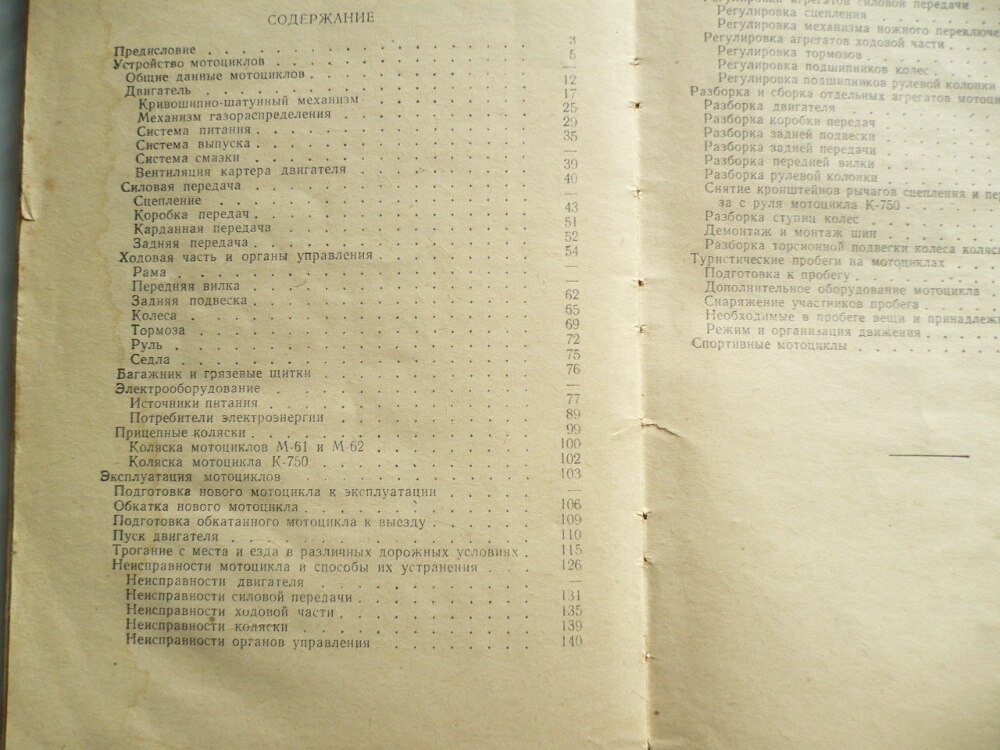 СОДЕРЖАНИЕ
Предисловие . . . 3
Устройство мотоциклов . . . 5
Общие данные мотоциклов . . . —
Двигатель . . . 12
Кривошипно-шатунный механизм . . . 17
Механизм газораспределения . . . 25
Система питания . . . 29
Система выпуска . . . 35
Система смазки . . . —
Вентиляция картера двигателя . . . 39
Силовая передача . . . 40
Сцепление . . . —
Коробка передач . . . 43
Карданная передача . . . 51
Задняя передача . . . 52
Ходовая часть и органы управления . . . 54
Рама . . . —
Передняя вилка . . . —
Задняя подвеска . . . 62
Колеса . . . 65
Тормоза . . . 69
Руль . . . 72
Седла . . . 75
Багажник и грязевые щитки . . . 76
Электрооборудование . . . —
Источники питания . . . 77
Потребители электроэнергии . . . 89
Прицепные коляски . . . 99
Коляска мотоциклов М-61 и М-62 . . . 100
Коляска мотоцикла К-750 . . . 102
Эксплуатация мотоциклов . . . 103
Подготовка нового мотоцикла к эксплуатации . . . —
Обкатка нового мотоцикла . . . 106
Подготовка обкатанного мотоцикла к выезду . . . 109
Пуск двигателя . . . 110
Трогание с места и езда в различных дорожных условиях . 115
Неисправности мотоцикла и способы их устранения . . . 126
Неисправности двигателя . . . —
Неисправности силовой передачи . . . 131
Неисправности ходовой части . . . 135
Неисправности коляски . . . 139
Неисправности органов управления . . . 140
Регулировка агрегатов силовой передачи
Регулировка сцепления
Регулировка механизма ножного переключе
Регулировка агрегатов ходовой части
Регулировка тормозов
Регулировка подшипников колес
Регулировка подшипников рулевой колонки
Разборка и сборка отдельных агрегатов мотоци
Разборка двигателя
Разборка коробки передач
Разборка задней подвески
Разборка задней передачи
Разборка передней вилки
Разборка рулевой колонки
Снятие кронштейнов рычагов сцепления и пе
за с руля мотоцикла К-750
Разборка ступиц колес
Демонтаж и монтаж шин
Разборка торсионной подвески колеса коляс
Туристические пробеги на мотоциклах
Подготовка к пробегу
Дополнительное оборудование мотоцикла
Снаряжение участников пробега
Необходимые в пробеге вещи и принадлеж
Режим и организация движения
Спортивные мотоциклы